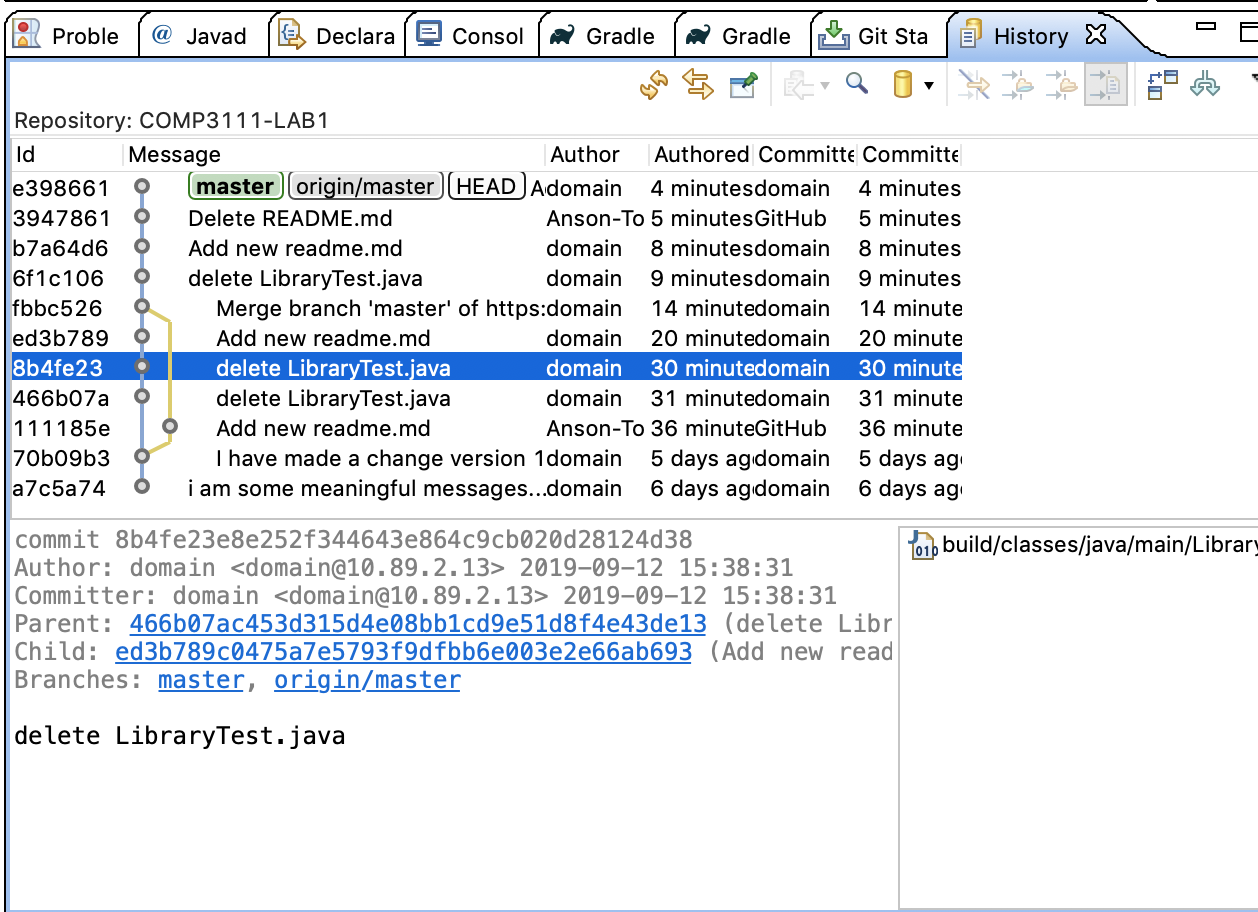 Proble Javad Declara Consol Gradle Gradle Git Sta History
Repository: COMP3111-LAB1
Id Message Author Authored Committe Committe
e398661 master origin/master HEAD A domain 4 minutes domain 4 minutes
3947861 Delete README.md Anson-To 5 minutes GitHub 5 minutes
b7a64d6 Add new readme.md domain 8 minutes domain 8 minutes
6f1c106 delete LibraryTest.java domain 9 minutes domain 9 minutes
fbbc526 Merge branch 'master' of https: domain 14 minute domain 14 minute
ed3b789 Add new readme.md domain 20 minute domain 20 minute
8b4fe23 delete LibraryTest.java domain 30 minute domain 30 minute
466b07a delete LibraryTest.java domain 31 minute domain 31 minute
111185e Add new readme.md Anson-To 36 minute GitHub 36 minute
70b09b3 I have made a change version 1 domain 5 days ag domain 5 days ag
a7c5a74 i am some meaningful messages... domain 6 days ag domain 6 days ag
commit 8b4fe23e8e252f344643e864c9cb020d28124d38
Author: domain <domain@10.89.2.13> 2019-09-12 15:38:31
Committer: domain <domain@10.89.2.13> 2019-09-12 15:38:31
Parent: 466b07ac453d315d4e08bb1cd9e51d8f4e43de13 (delete Libr
Child: ed3b789c0475a7e5793f9dfbb6e003e2e66ab693 (Add new read
Branches: master, origin/master
delete LibraryTest.java
build/classes/java/main/Library